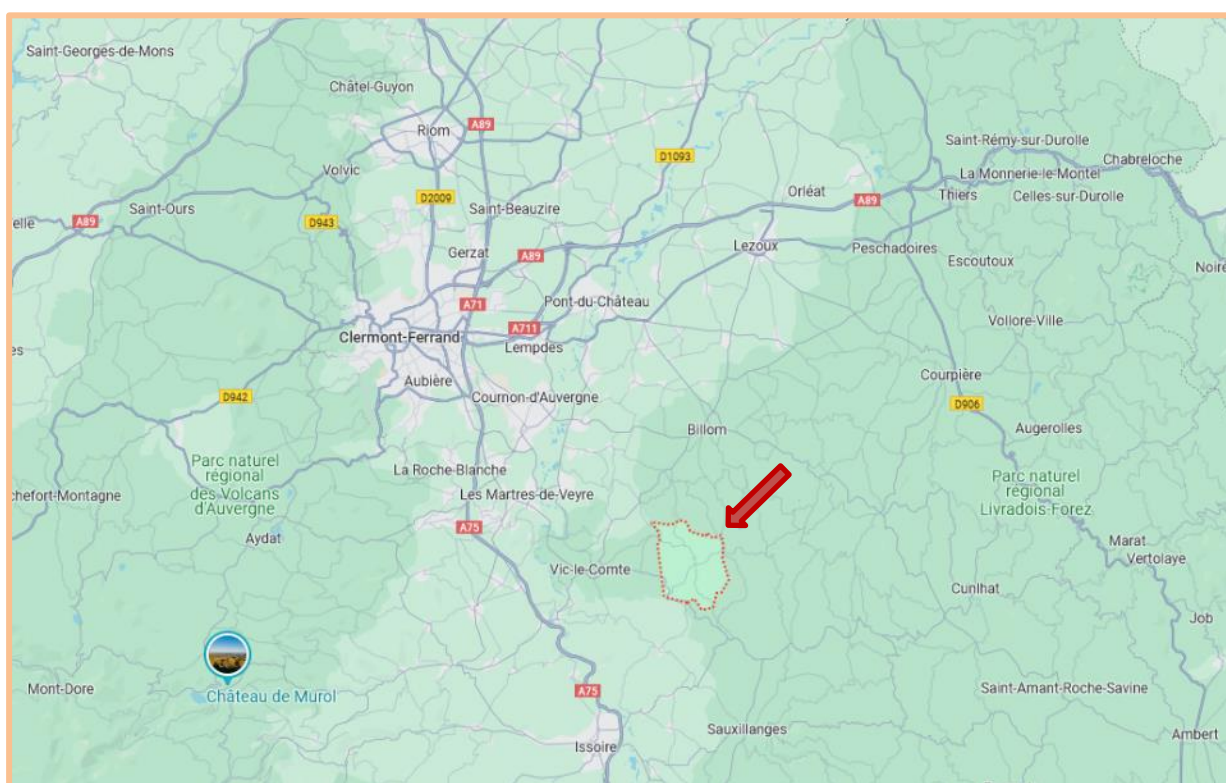 Saint-Georges-de-Mons
Châtel-Guyon
A89
Riom
D1093
Saint-Rémy-sur-Durolle
Chabreloche
Volvic
La Monnerie-le-Montel
D2009
Orléat
Thiers
Celles-sur-Durolle
A89
Saint-Ours
Saint-Beauzire
A89
elle
A89
D943
Gerzat
A89
Lezoux
Peschadoires
Escoutoux
Noire
A71
Pont-du-Château
Vollore-Ville
A711
Clermont-Ferrand
Lempdes
es
Aubière
Courpière
D942
Cournon-d'Auvergne
D906
Billom
Augerolles
Parc naturel
régional
des Volcans
d'Auvergne
La Roche-Blanche
Parc naturel
régional
Livradois-Forez
chefort-Montagne
Les Martres-de-Veyre
A75
Aydat
Marat
Vertolaye
Vic-le-Comte
Cunlhat
Job
Mont-Dore
Château de Murol
A75
Saint-Amant-Roche-Savine
Sauxillanges
Ambert
Issoire